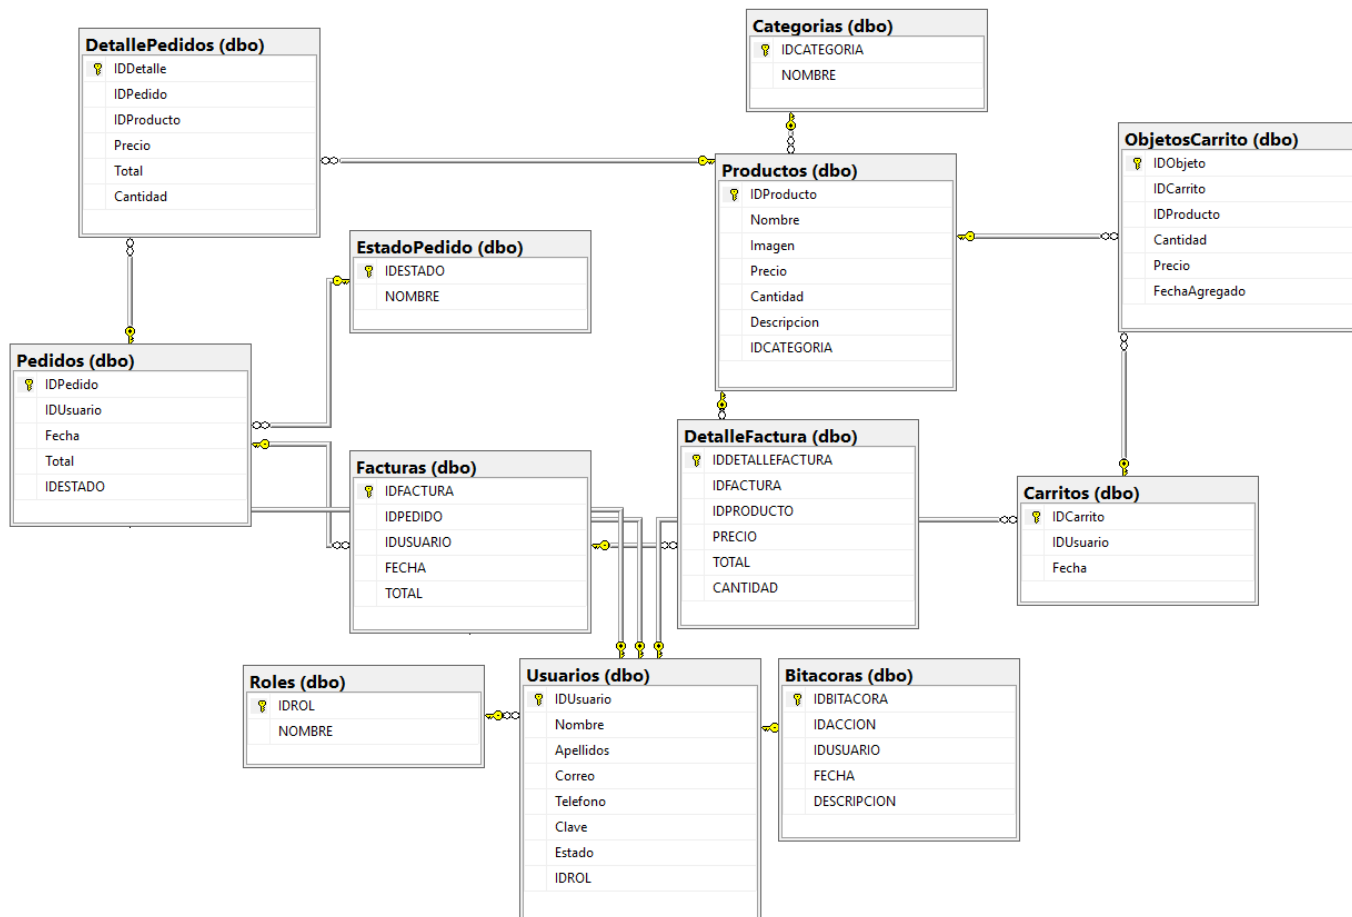 DetallePedidos (dbo)
IDDetalle
IDPedido
IDProducto
Precio
Total
Cantidad
Categorias (dbo)
IDCATEGORIA
NOMBRE
ObjetosCarrito (dbo)
IDObjeto
IDCarrito
IDProducto
Cantidad
Precio
FechaAgregado
Productos (dbo)
IDProducto
Nombre
Imagen
Precio
Cantidad
Descripcion
IDCATEGORIA
EstadoPedido (dbo)
IDESTADO
NOMBRE
Pedidos (dbo)
IDPedido
IDUsuario
Fecha
Total
IDESTADO
Facturas (dbo)
IDFACTURA
IDPEDIDO
IDUSUARIO
FECHA
TOTAL
DetalleFactura (dbo)
IDDETALLEFACTURA
IDFACTURA
IDPRODUCTO
PRECIO
TOTAL
CANTIDAD
Carritos (dbo)
IDCarrito
IDUsuario
Fecha
Roles (dbo)
IDROL
NOMBRE
Usuarios (dbo)
IDUsuario
Nombre
Apellidos
Correo
Telefono
Clave
Estado
IDROL
Bitacoras (dbo)
IDBITACORA
IDACCION
IDUSUARIO
FECHA
DESCRIPCION